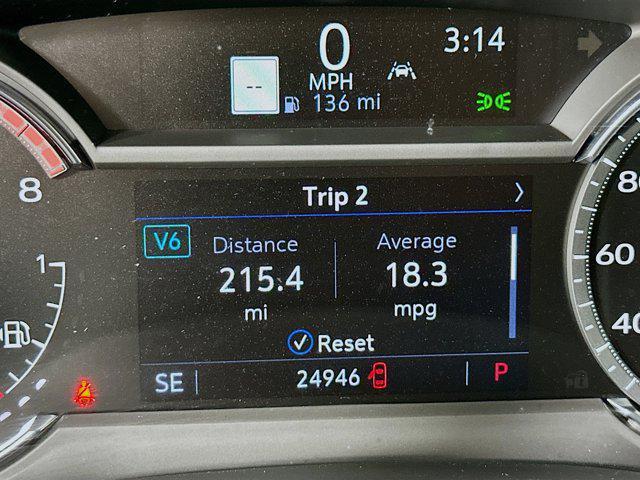 0 3:14
MPH
--
136 mi
Trip 2
V6 Distance Average
215.4 18.3
mi mpg
Reset
SE 24946 P
8
1
80
60
40